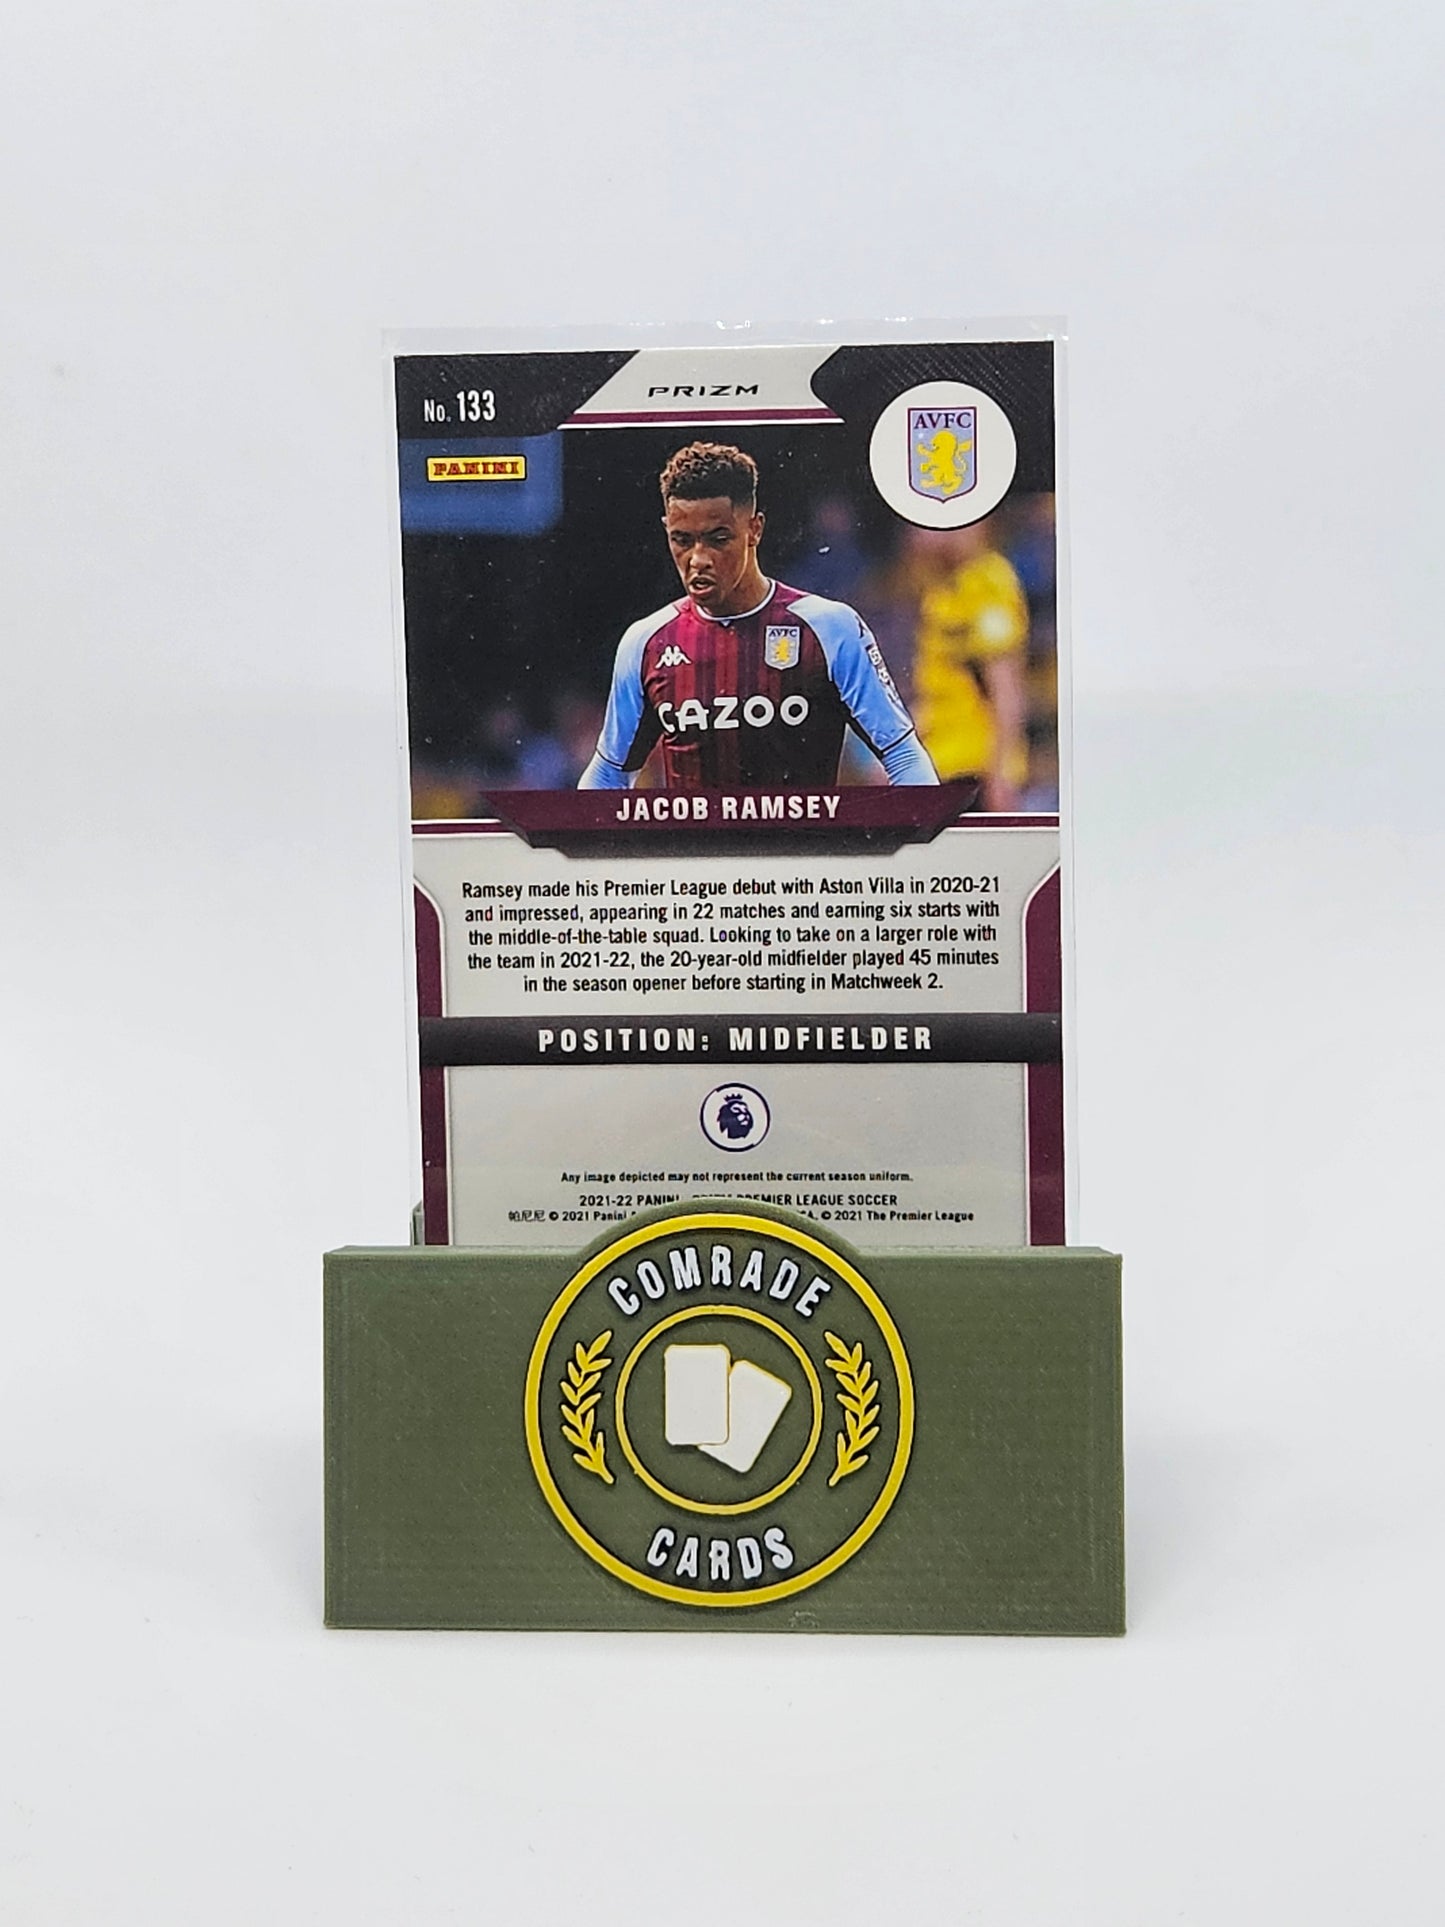 No. 133
PRIZM
AVFC
PANINI
AVFC
CAZOO
JACOB RAMSEY
Ramsey made his Premier League debut with Aston Villa in 2020-21
and impressed, appearing in 22 matches and earning six starts with
the middle-of-the-table squad. Looking to take on a larger role with
the team in 2021-22, the 20-year-old midfielder played 45 minutes
in the season opener before starting in Matchweek 2.
POSITION: MIDFIELDER
Any image depicted may not represent the current season uniform.
2021-22 PANINI PREMIER LEAGUE SOCCER
帕尼尼 © 2021 Panini © 2021 The Premier League
COMRADE
CARDS